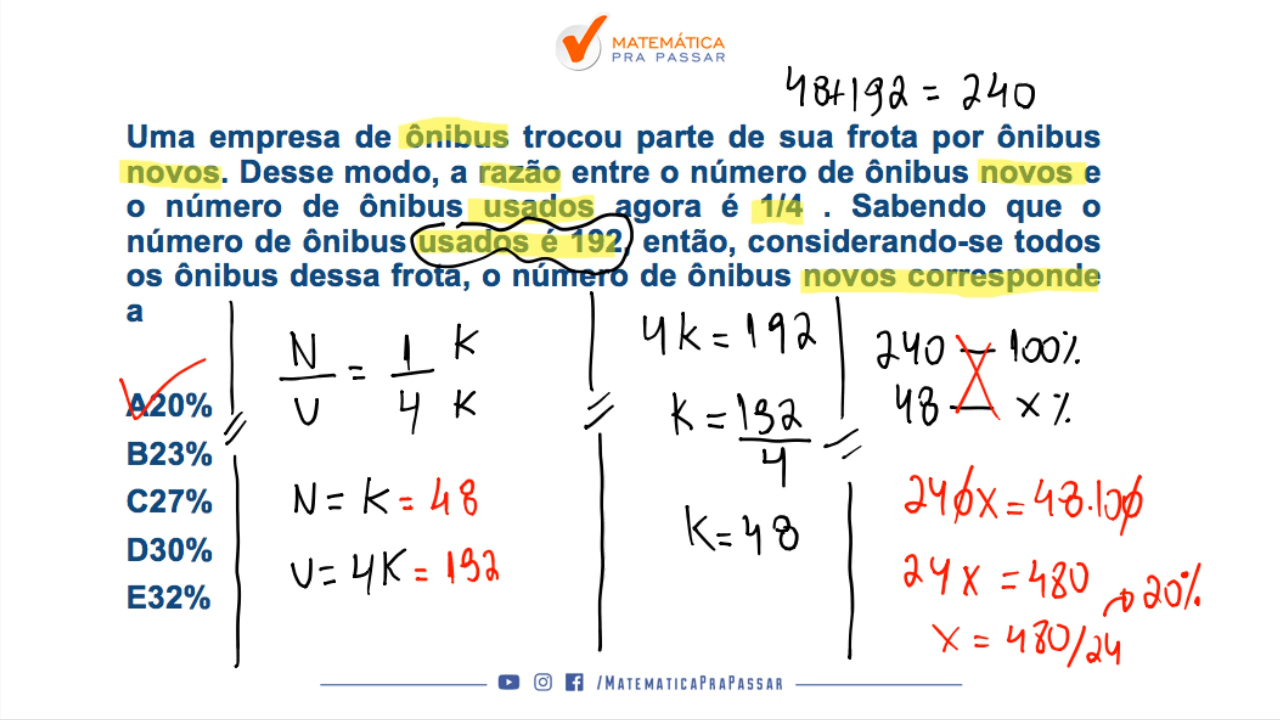 MATEMÁTICA
PRA PASSAR
48+192 = 240
Uma empresa de ônibus trocou parte de sua frota por ônibus
novos. Desse modo, a razão entre o número de ônibus novos e
o número de ônibus usados agora é 1/4 . Sabendo que o
número de ônibus usados é 192, então, considerando-se todos
os ônibus dessa frota, o número de ônibus novos corresponde
a
A20%
B23%
C27%
D30%
E32%
N/U = 1/4 K K
N = K = 48
U = 4K = 192
4K = 192
K = 192/4
K = 48
240 — 100%
48 — x%
240x = 48.100
24x = 480
x = 480/24 → 20%
/MatematicaPraPassar